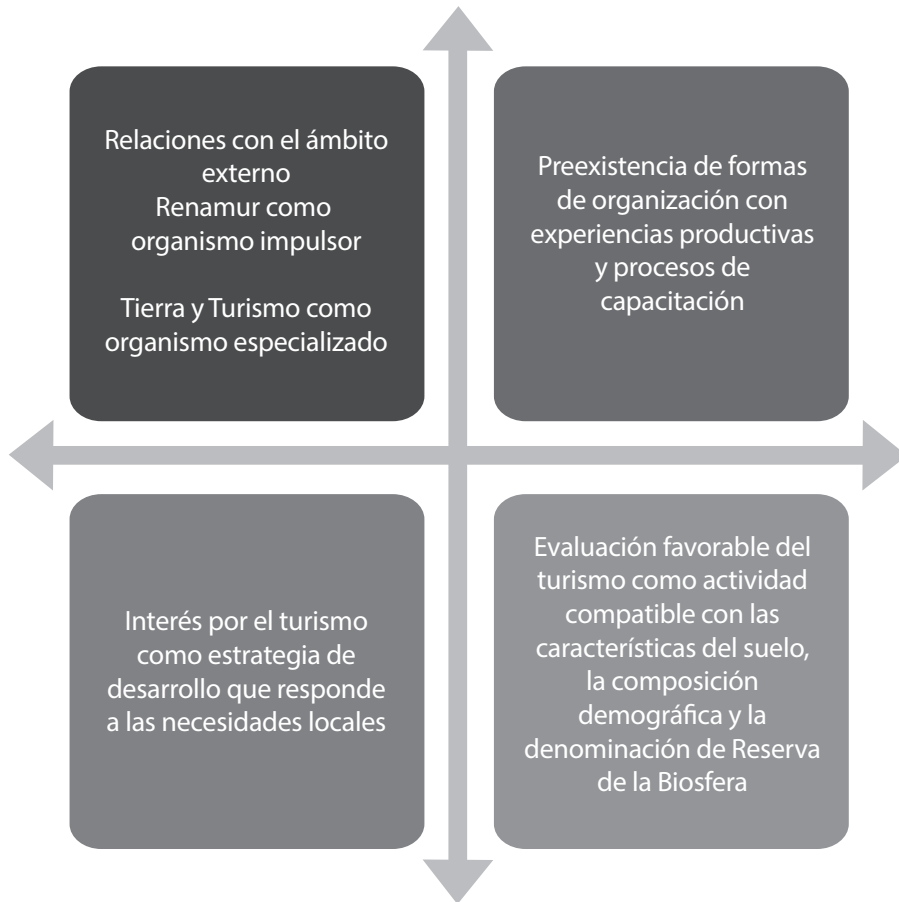 Relaciones con el ámbito
externo
Renamur como
organismo impulsor
Tierra y Turismo como
organismo especializado
Preexistencia de formas
de organización con
experiencias productivas
y procesos de
capacitación
Interés por el turismo
como estrategia de
desarrollo que responde
a las necesidades locales
Evaluación favorable del
turismo como actividad
compatible con las
características del suelo,
la composición
demográfica y la
denominación de Reserva
de la Biosfera